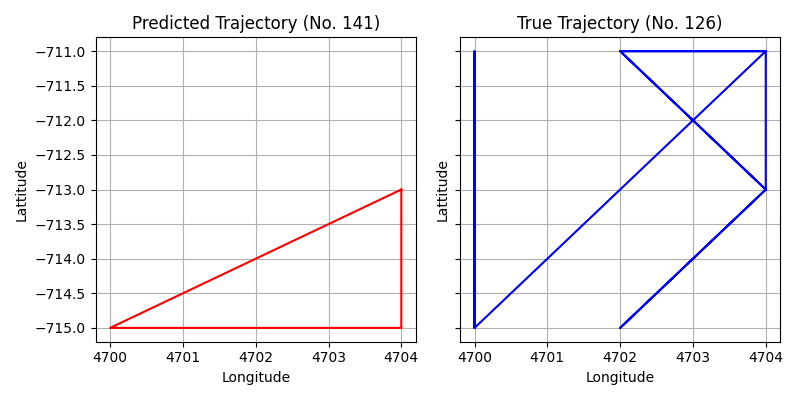 Predicted Trajectory (No. 141)
Lattitude
−711.0
−711.5
−712.0
−712.5
−713.0
−713.5
−714.0
−714.5
−715.0
4700 4701 4702 4703 4704
Longitude
True Trajectory (No. 126)
Lattitude
4700 4701 4702 4703 4704
Longitude